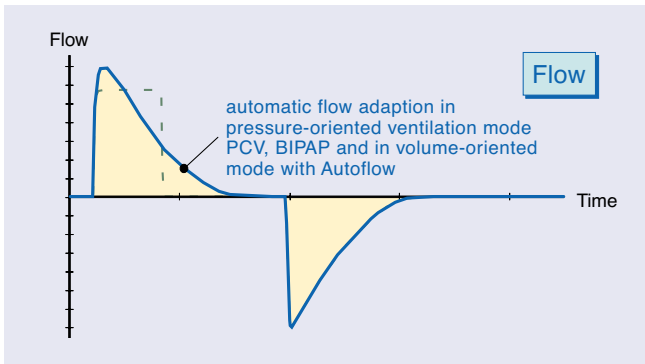 Flow
Flow
automatic flow adaption in
pressure-oriented ventilation mode
PCV, BIPAP and in volume-oriented
mode with Autoflow
Time